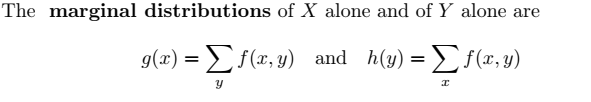 The marginal distributions of X alone and of Y alone are
g(x) = ∑_y f(x, y) and h(y) = ∑_x f(x, y)